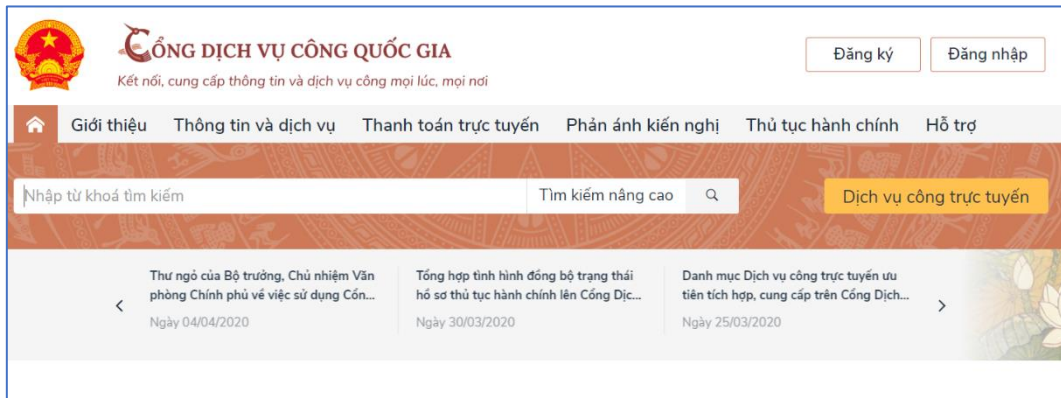 CỔNG DỊCH VỤ CÔNG QUỐC GIA
Kết nối, cung cấp thông tin và dịch vụ công mọi lúc, mọi nơi
Đăng ký
Đăng nhập
Giới thiệu Thông tin và dịch vụ Thanh toán trực tuyến Phản ánh kiến nghị Thủ tục hành chính Hỗ trợ
Nhập từ khoá tìm kiếm
Tìm kiếm nâng cao
Dịch vụ công trực tuyến
Thư ngỏ của Bộ trưởng, Chủ nhiệm Văn
phòng Chính phủ về việc sử dụng Cổn...
Ngày 04/04/2020
Tổng hợp tình hình đồng bộ trạng thái
hồ sơ thủ tục hành chính lên Cổng Dịc...
Ngày 30/03/2020
Danh mục Dịch vụ công trực tuyến ưu
tiên tích hợp, cung cấp trên Cổng Dịch...
Ngày 25/03/2020